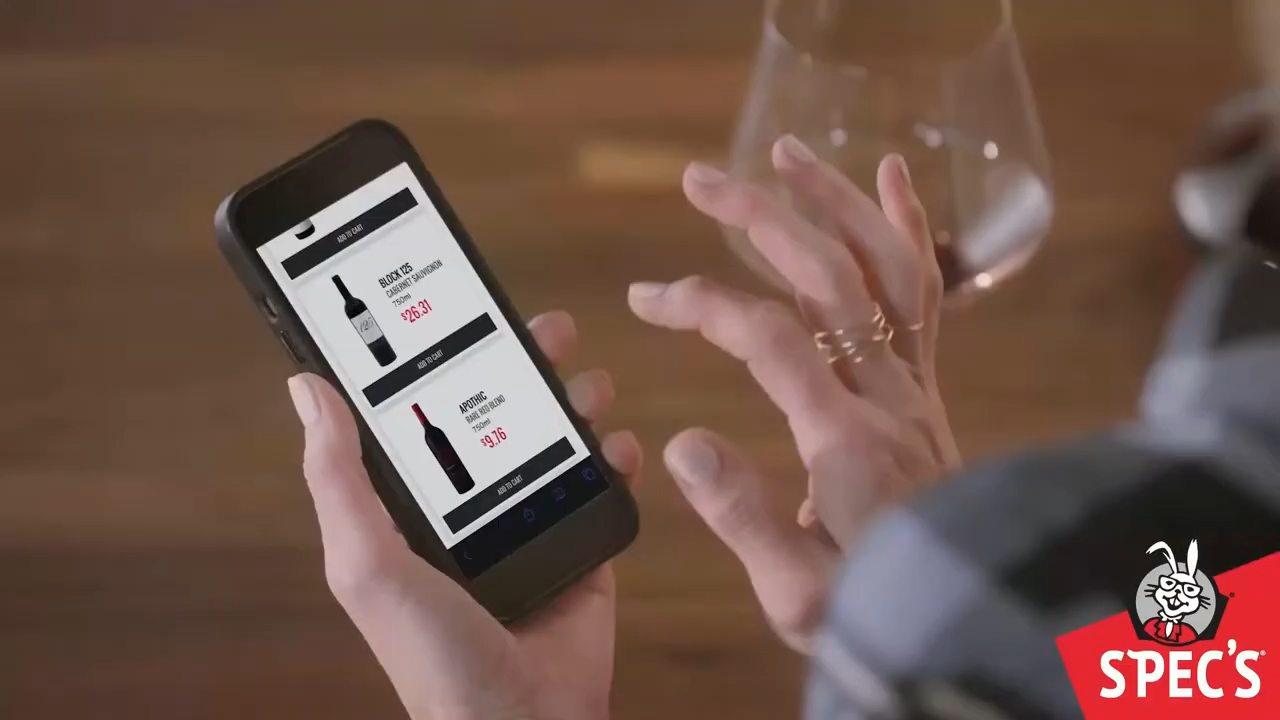 ADD TO CART
BLOCK 125
CABERNET SAUVIGNON
750ml
$26.31
125
ADD TO CART
APOTHIC
RARE RED BLEND
750ml
$9.76
ADD TO CART
SPEC'S